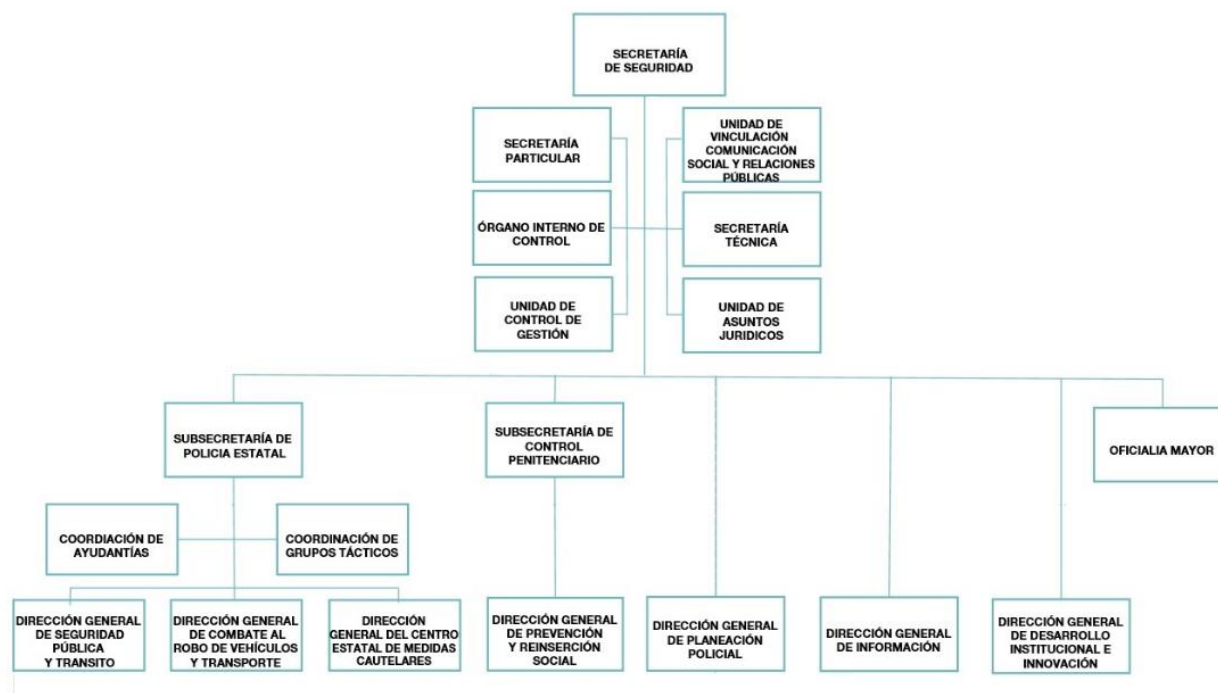 SECRETARÍA
DE SEGURIDAD
SECRETARÍA
PARTICULAR
UNIDAD DE
VINCULACIÓN
COMUNICACIÓN
SOCIAL Y RELACIONES
PÚBLICAS
ÓRGANO INTERNO DE
CONTROL
SECRETARÍA
TÉCNICA
UNIDAD DE
CONTROL DE
GESTIÓN
UNIDAD DE
ASUNTOS
JURIDICOS
SUBSECRETARÍA DE
POLICIA ESTATAL
SUBSECRETARÍA DE
CONTROL
PENITENCIARIO
OFICIALIA MAYOR
COORDIACIÓN DE
AYUDANTÍAS
COORDINACIÓN DE
GRUPOS TÁCTICOS
DIRECCIÓN GENERAL
DE SEGURIDAD
PÚBLICA
Y TRANSITO
DIRECCIÓN GENERAL
DE COMBATE AL
ROBO DE VEHÍCULOS
Y TRANSPORTE
DIRECCIÓN
GENERAL DEL CENTRO
ESTATAL DE MEDIDAS
CAUTELARES
DIRECCIÓN GENERAL
DE PREVENCIÓN
Y REINSERCIÓN
SOCIAL
DIRECCIÓN GENERAL
DE PLANEACIÓN
POLICIAL
DIRECCIÓN GENERAL
DE INFORMACIÓN
DIRECCIÓN GENERAL
DE DESARROLLO
INSTITUCIONAL E
INNOVACIÓN